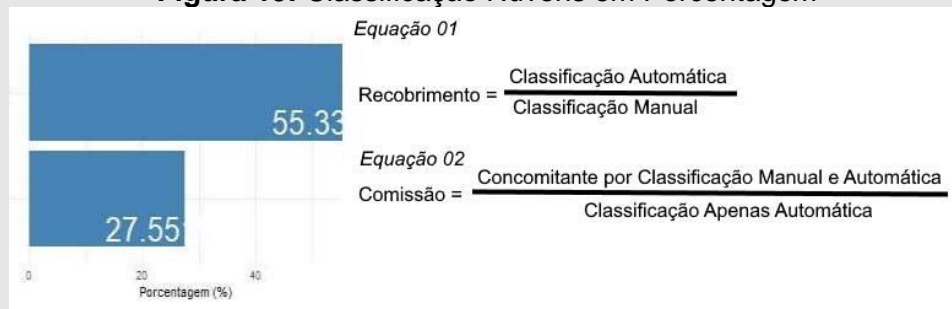 Equação 01
Recobrimento = Classificação Automática
Classificação Manual
55.33
Equação 02
Comissão = Concomitante por Classificação Manual e Automática
Classificação Apenas Automática
27.55
0 20 40
Porcentagem (%)